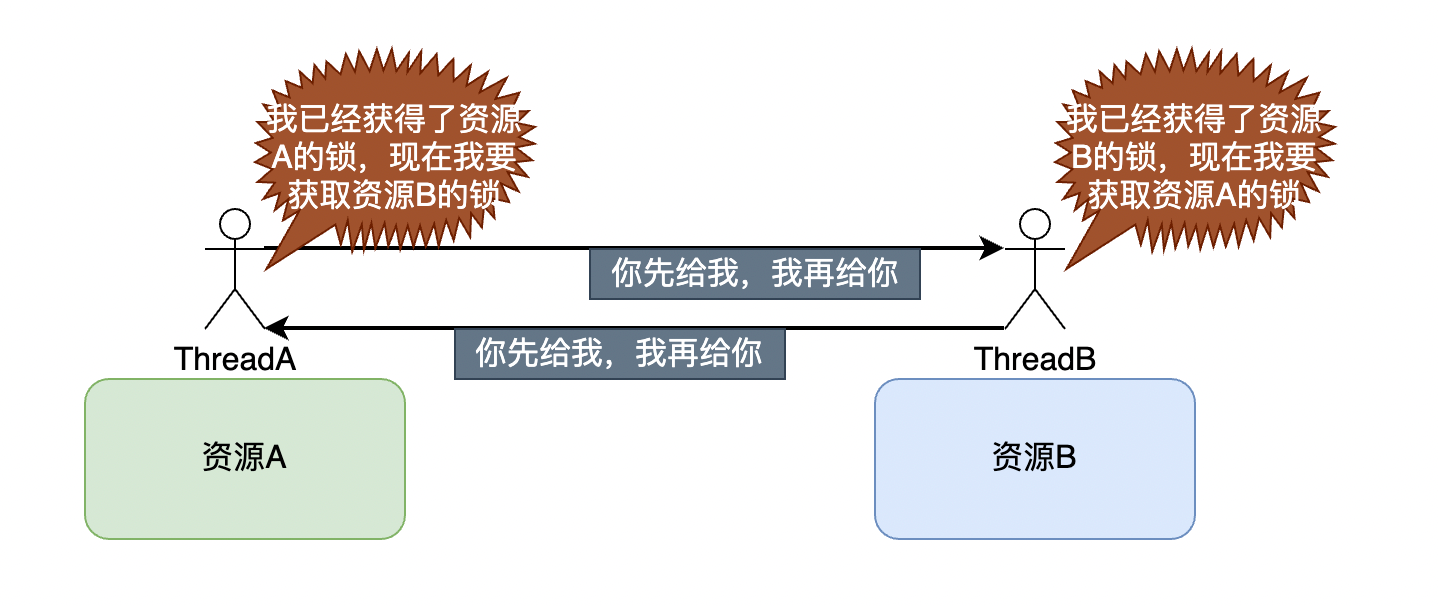 我已经获得了资源
A的锁，现在我要
获取资源B的锁
我已经获得了资源
B的锁，现在我要
获取资源A的锁
你先给我，我再给你
你先给我，我再给你
ThreadA
ThreadB
资源A
资源B